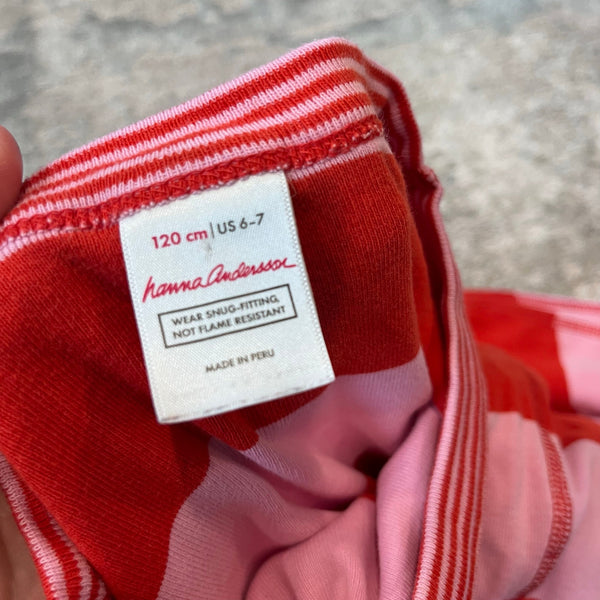 120 cm | US 6-7
hanna Andersson
WEAR SNUG-FITTING,
NOT FLAME RESISTANT
MADE IN PERU